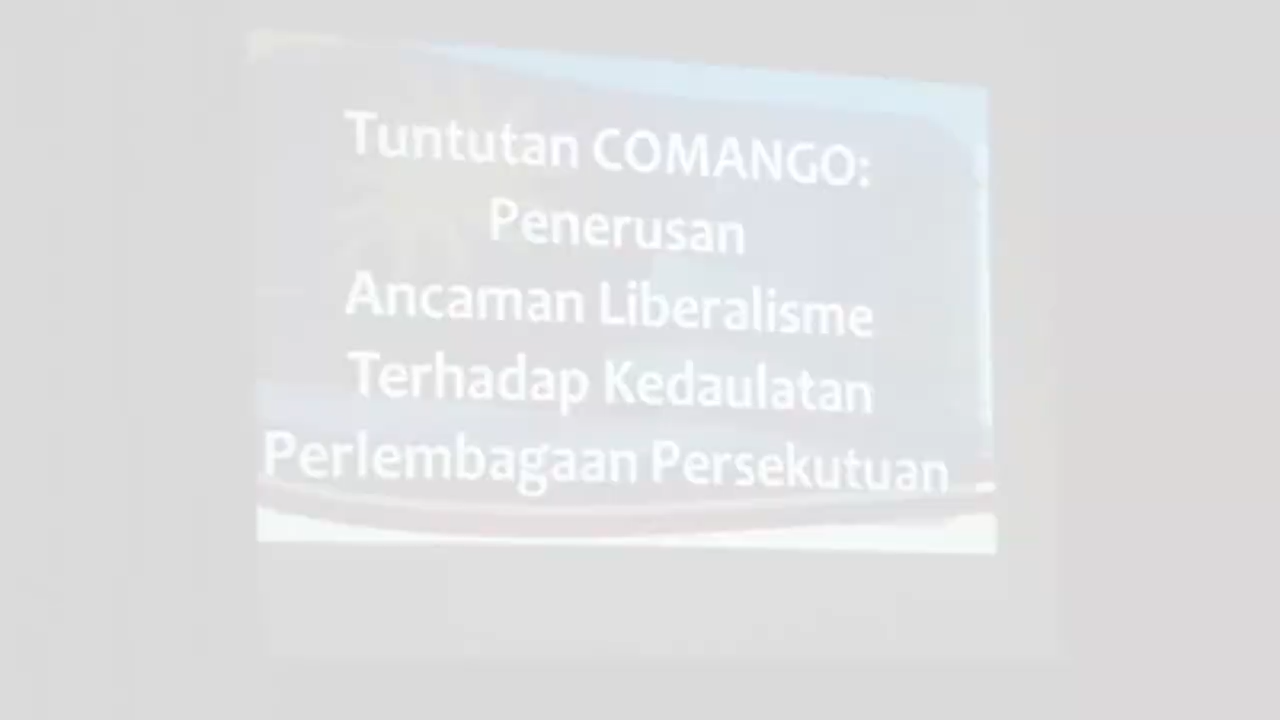 Tuntutan COMANGO:
Penerusan
Ancaman Liberalisme
Terhadap Kedaulatan
Perlembagaan Persekutuan